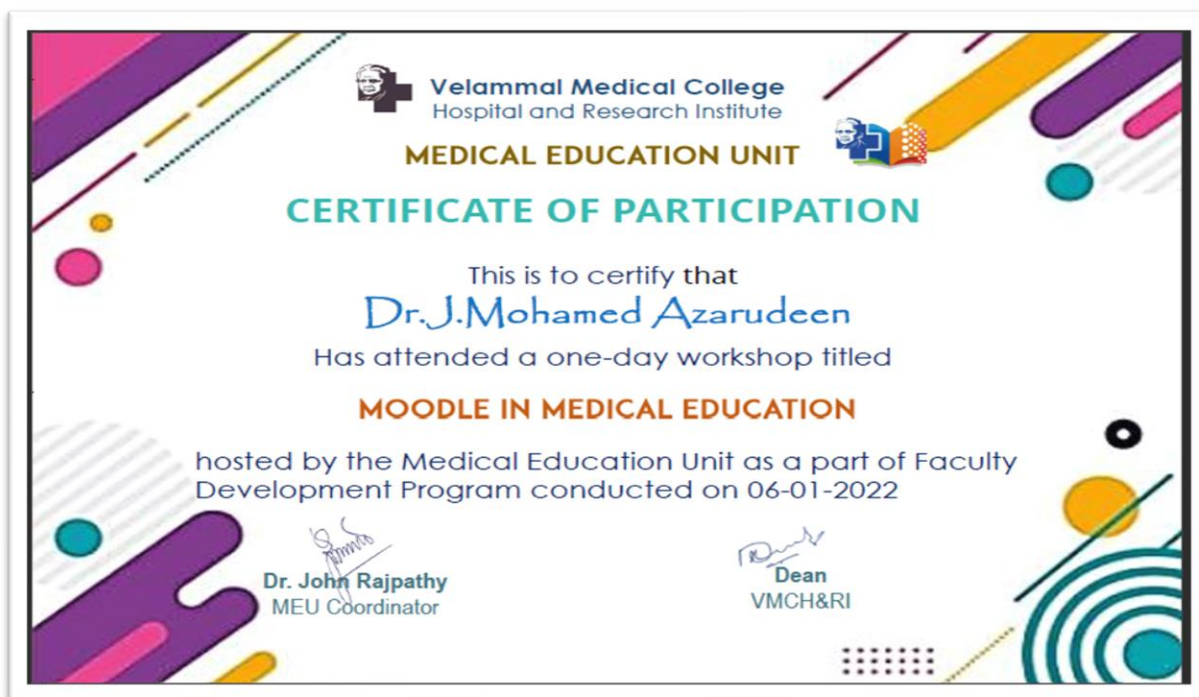 Velammal Medical College
Hospital and Research Institute
MEDICAL EDUCATION UNIT
CERTIFICATE OF PARTICIPATION
This is to certify that
Dr.J.Mohamed Azarudeen
Has attended a one-day workshop titled
MOODLE IN MEDICAL EDUCATION
hosted by the Medical Education Unit as a part of Faculty
Development Program conducted on 06-01-2022
Dr. John Rajpathy
MEU Coordinator
Dean
VMCH&RI